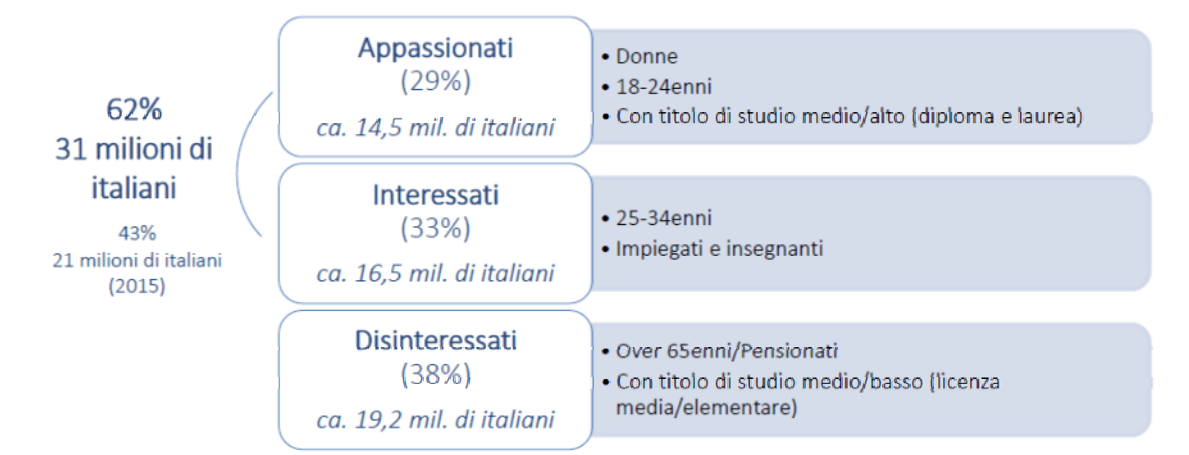 62%
31 milioni di
italiani
43%
21 milioni di italiani
(2015)
Appassionati
(29%)
ca. 14,5 mil. di italiani
• Donne
• 18-24enni
• Con titolo di studio medio/alto (diploma e laurea)
Interessati
(33%)
ca. 16,5 mil. di italiani
• 25-34enni
• Impiegati e insegnanti
Disinteressati
(38%)
ca. 19,2 mil. di italiani
• Over 65enni/Pensionati
• Con titolo di studio medio/basso (licenza
media/elementare)